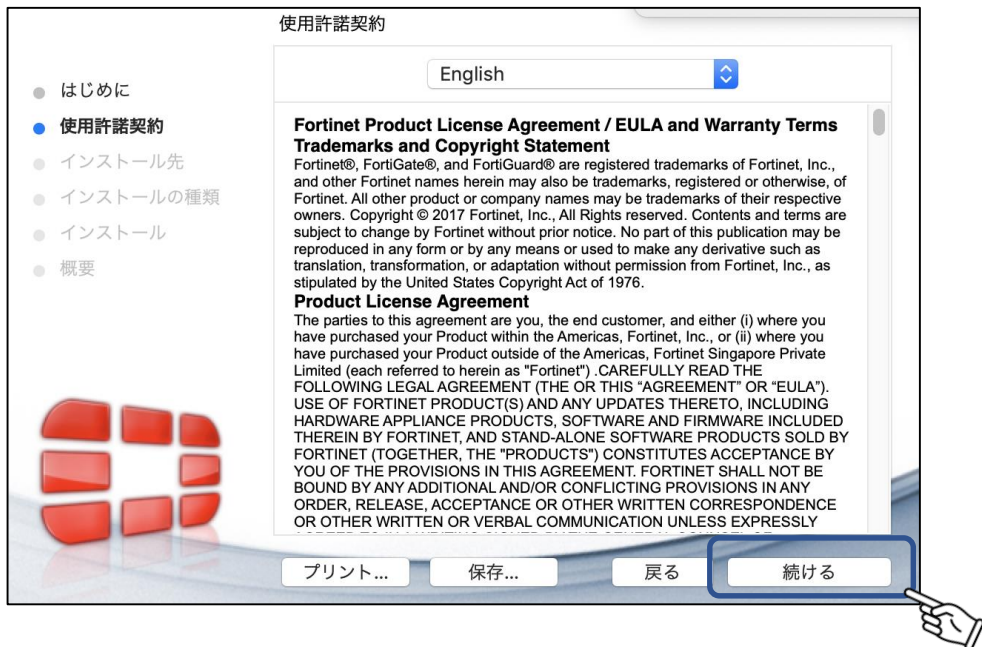 使用許諾契約
English
はじめに
使用許諾契約
インストール先
インストールの種類
インストール
概要
Fortinet Product License Agreement / EULA and Warranty Terms
Trademarks and Copyright Statement
Fortinet®, FortiGate®, and FortiGuard® are registered trademarks of Fortinet, Inc.,
and other Fortinet names herein may also be trademarks, registered or otherwise, of
Fortinet. All other product or company names may be trademarks of their respective
owners. Copyright © 2017 Fortinet, Inc., All Rights reserved. Contents and terms are
subject to change by Fortinet without prior notice. No part of this publication may be
reproduced in any form or by any means or used to make any derivative such as
translation, transformation, or adaptation without permission from Fortinet, Inc., as
stipulated by the United States Copyright Act of 1976.
Product License Agreement
The parties to this agreement are you, the end customer, and either (i) where you
have purchased your Product within the Americas, Fortinet, Inc., or (ii) where you
have purchased your Product outside of the Americas, Fortinet Singapore Private
Limited (each referred to herein as "Fortinet") .CAREFULLY READ THE
FOLLOWING LEGAL AGREEMENT (THE OR THIS “AGREEMENT” OR “EULA”).
USE OF FORTINET PRODUCT(S) AND ANY UPDATES THERETO, INCLUDING
HARDWARE APPLIANCE PRODUCTS, SOFTWARE AND FIRMWARE INCLUDED
THEREIN BY FORTINET, AND STAND-ALONE SOFTWARE PRODUCTS SOLD BY
FORTINET (TOGETHER, THE "PRODUCTS") CONSTITUTES ACCEPTANCE BY
YOU OF THE PROVISIONS IN THIS AGREEMENT. FORTINET SHALL NOT BE
BOUND BY ANY ADDITIONAL AND/OR CONFLICTING PROVISIONS IN ANY
ORDER, RELEASE, ACCEPTANCE OR OTHER WRITTEN CORRESPONDENCE
OR OTHER WRITTEN OR VERBAL COMMUNICATION UNLESS EXPRESSLY
プリント...
保存...
戻る
続ける